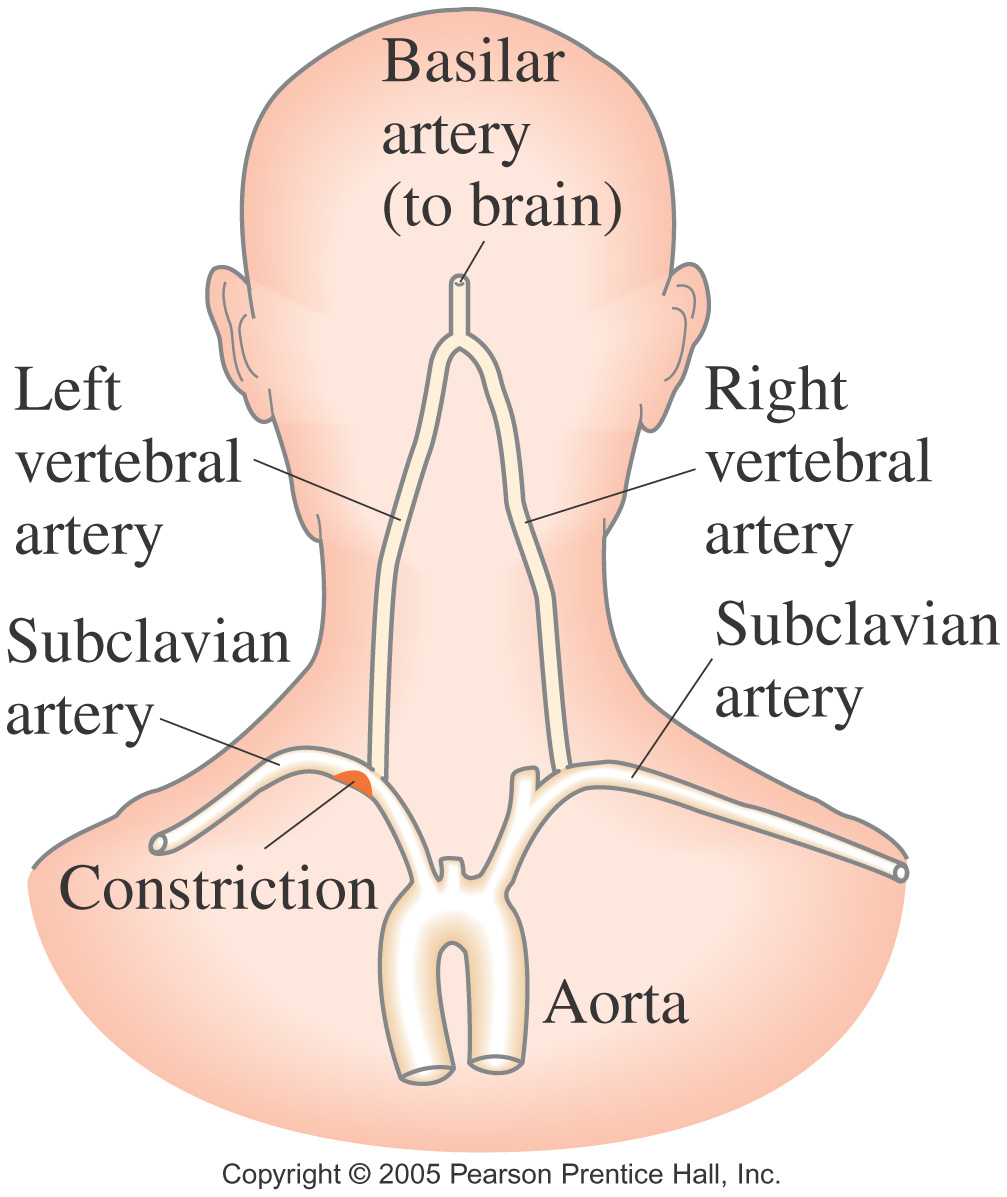 Basilar
artery
(to brain)
Left
vertebral
artery
Right
vertebral
artery
Subclavian
artery
Subclavian
artery
Constriction
Aorta
Copyright © 2005 Pearson Prentice Hall, Inc.